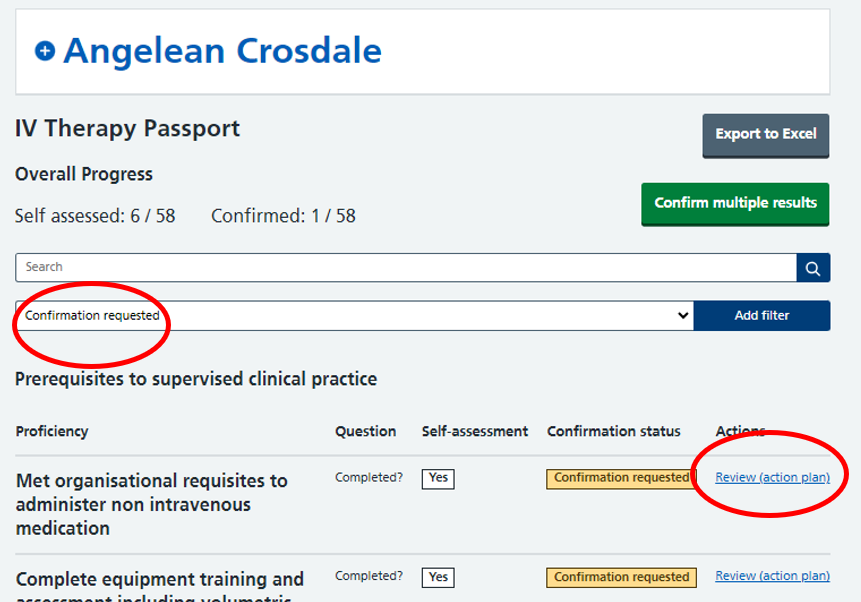 Angelean Crosdale
IV Therapy Passport
Export to Excel
Overall Progress
Self assessed: 6 / 58 Confirmed: 1 / 58
Confirm multiple results
Search
Confirmation requested Add filter
Prerequisites to supervised clinical practice
Proficiency Question Self-assessment Confirmation status Actions
Met organisational requisites to Completed? Yes Confirmation requested Review (action plan)
administer non intravenous
medication
Complete equipment training and Completed? Yes Confirmation requested Review (action plan)
assessment including volumetric